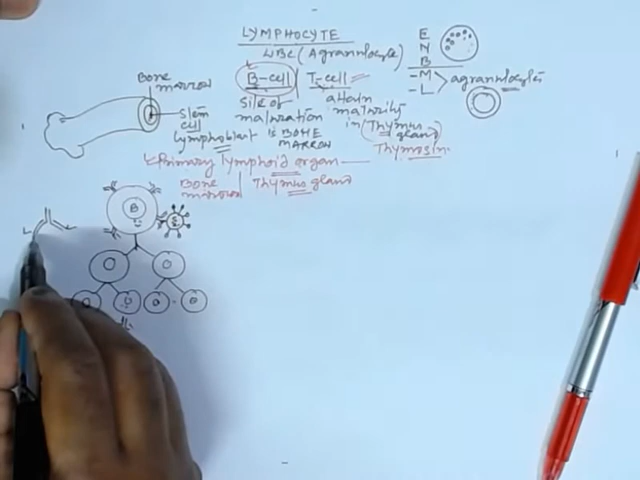 LYMPHOCYTE
WBC (Agranulocyte)
B-cell T-cell
site of maturation is BONE MARROW
attain maturity in (Thymus gland)
Thymosin
E
N
B
-M
-L
agranulocytes
Bone marrow
stem cell
lymphoblast
Primary lymphoid organ
Bone marrow | Thymus gland
B